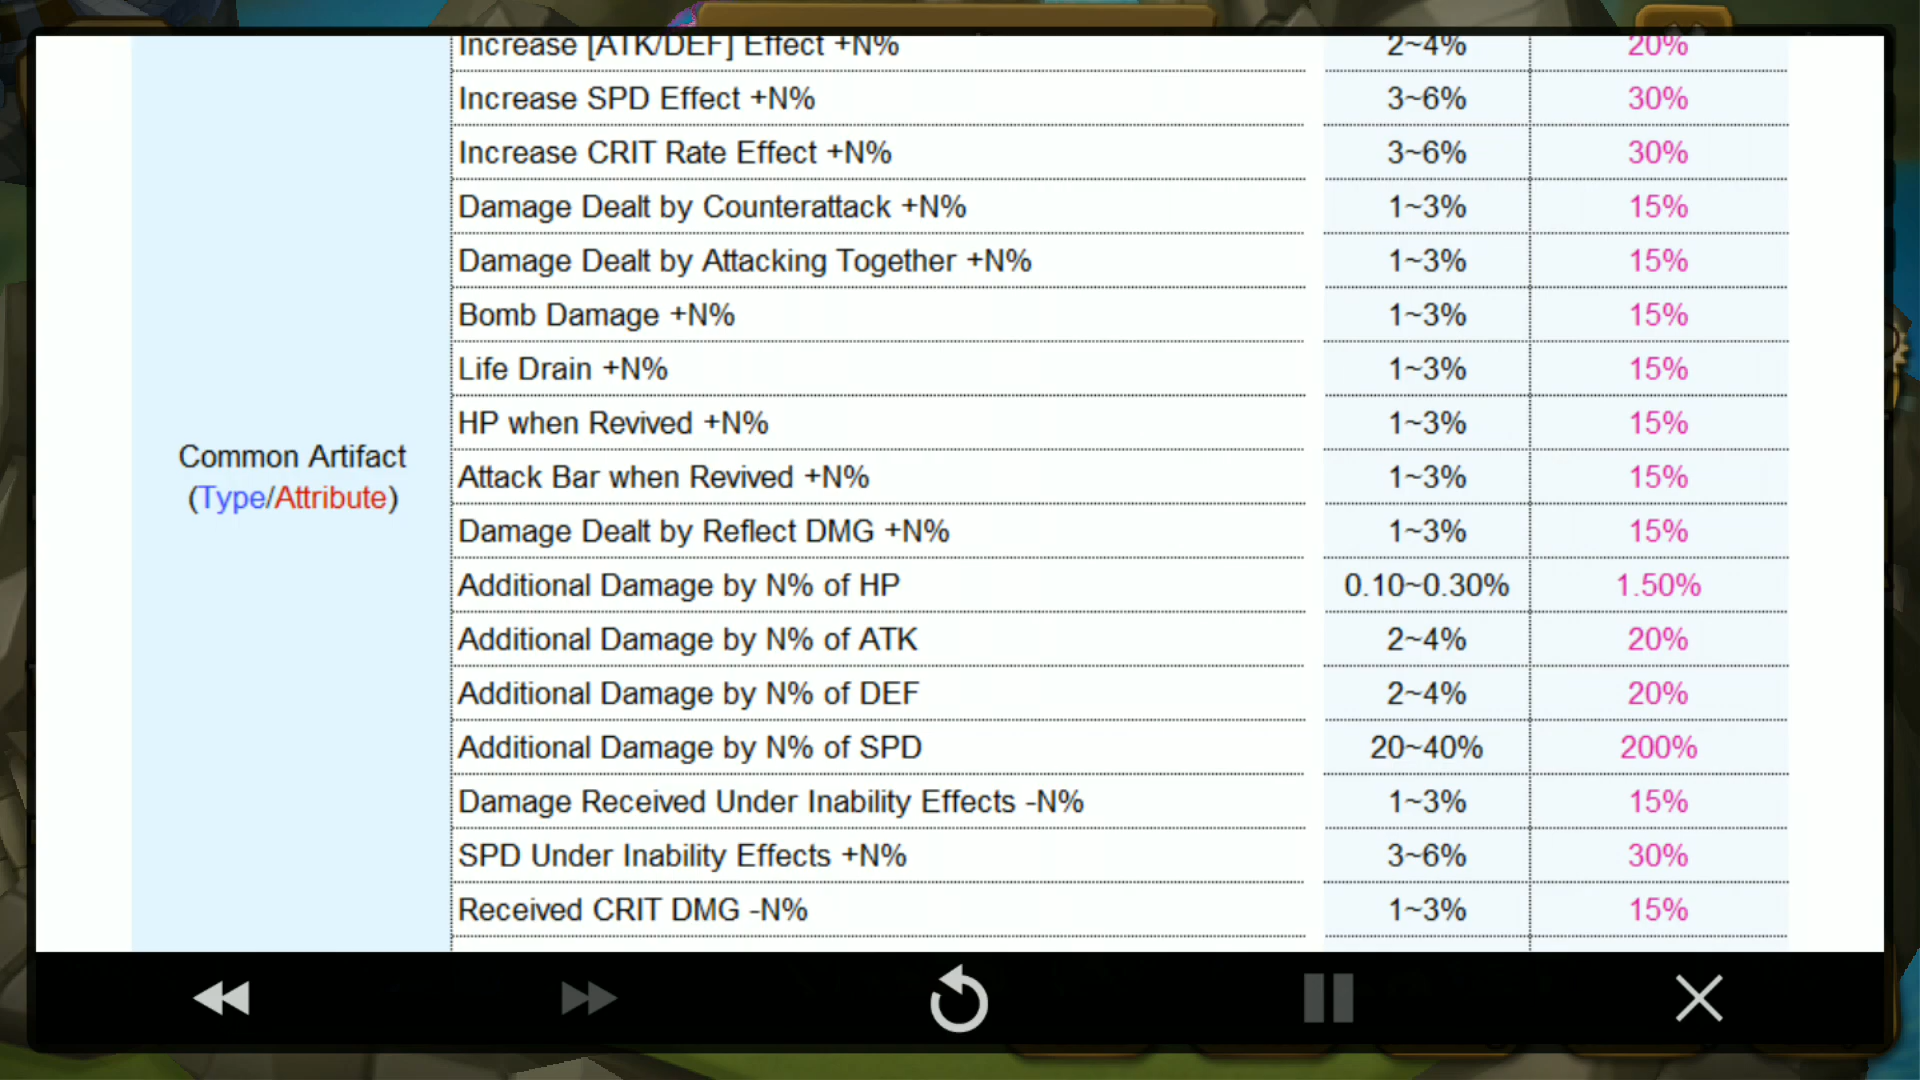 Increase [ATK/DEF] Effect +N% 2~4% 20%
Increase SPD Effect +N% 3~6% 30%
Increase CRIT Rate Effect +N% 3~6% 30%
Damage Dealt by Counterattack +N% 1~3% 15%
Damage Dealt by Attacking Together +N% 1~3% 15%
Bomb Damage +N% 1~3% 15%
Life Drain +N% 1~3% 15%
HP when Revived +N% 1~3% 15%
Common Artifact
(Type/Attribute)
Attack Bar when Revived +N% 1~3% 15%
Damage Dealt by Reflect DMG +N% 1~3% 15%
Additional Damage by N% of HP 0.10~0.30% 1.50%
Additional Damage by N% of ATK 2~4% 20%
Additional Damage by N% of DEF 2~4% 20%
Additional Damage by N% of SPD 20~40% 200%
Damage Received Under Inability Effects -N% 1~3% 15%
SPD Under Inability Effects +N% 3~6% 30%
Received CRIT DMG -N% 1~3% 15%